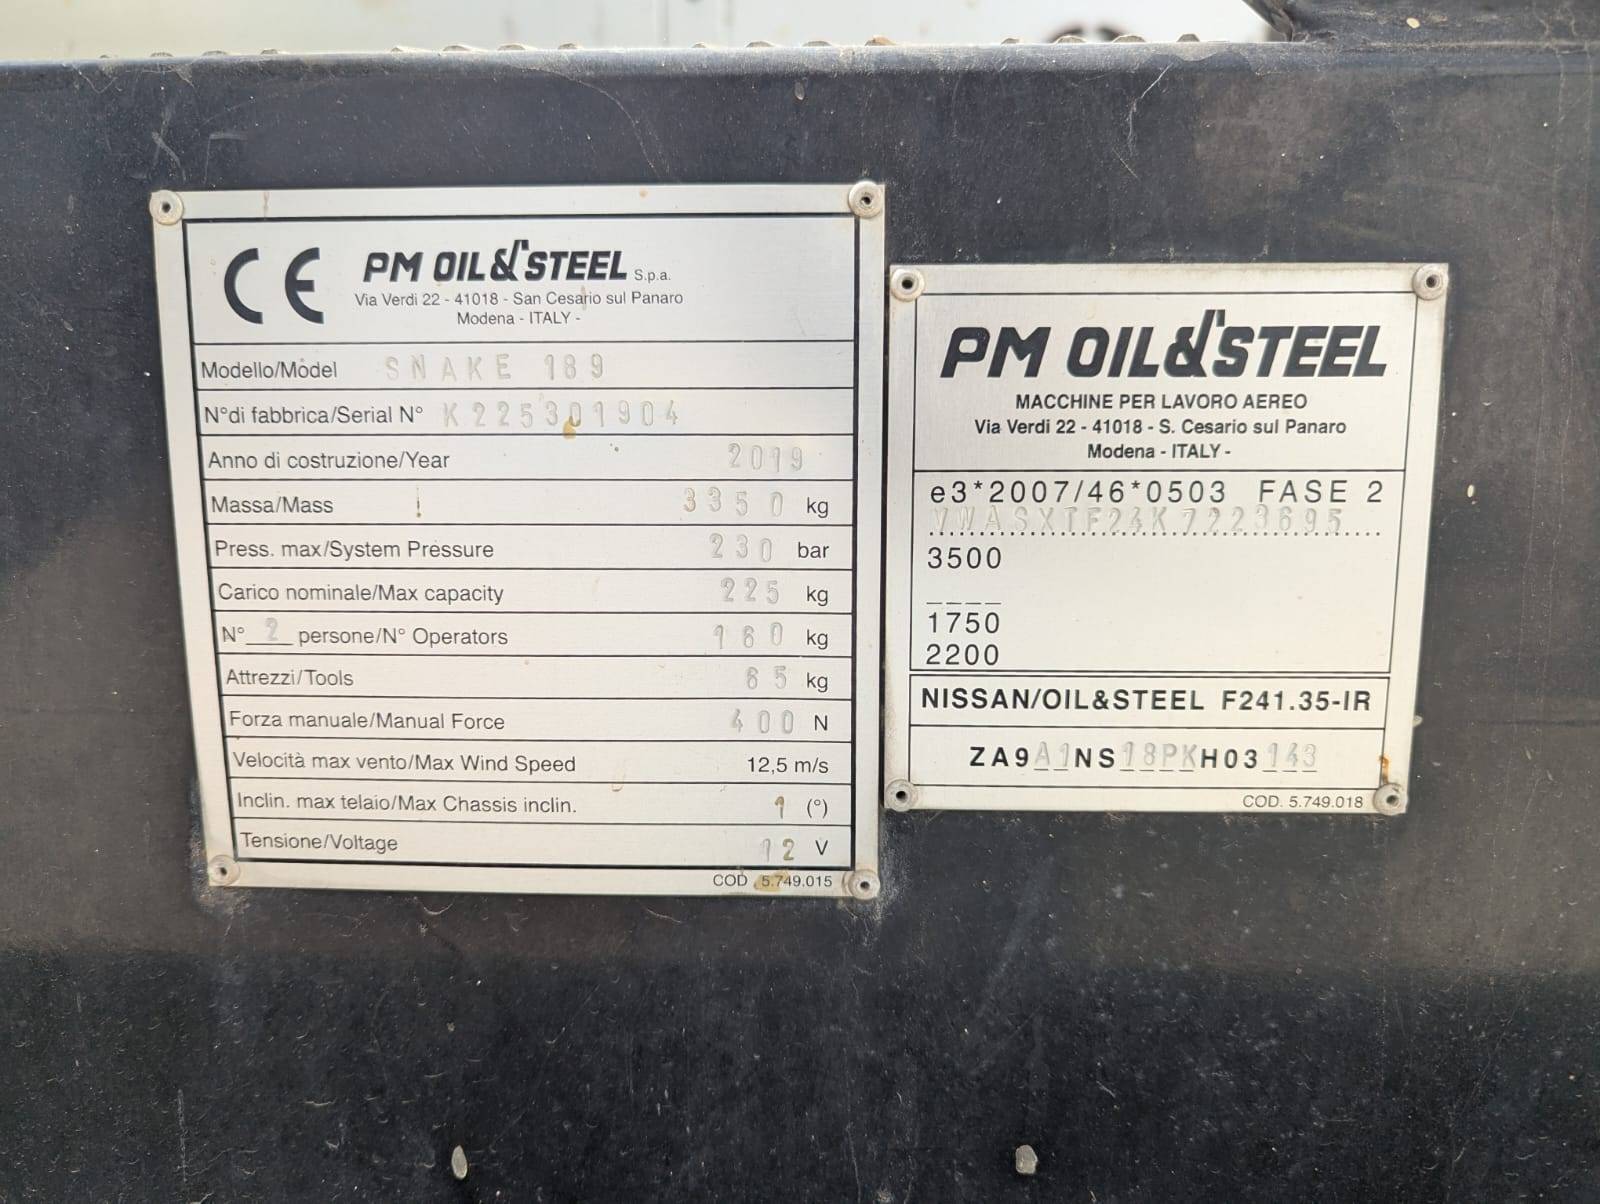 CE PM OIL&STEEL S.p.a.
Via Verdi 22 - 41018 - San Cesario sul Panaro
Modena - ITALY -
Modello/Model SNAKE 189
N°di fabbrica/Serial N° K225301904
Anno di costruzione/Year 2019
Massa/Mass 3350 kg
Press. max/System Pressure 230 bar
Carico nominale/Max capacity 225 kg
N° 2 persone/N° Operators 160 kg
Attrezzi/Tools 65 kg
Forza manuale/Manual Force 400 N
Velocità max vento/Max Wind Speed 12,5 m/s
Inclin. max telaio/Max Chassis inclin. 1 (°)
Tensione/Voltage 12 V
COD 5.749.015
PM OIL&STEEL
MACCHINE PER LAVORO AEREO
Via Verdi 22 - 41018 - S. Cesario sul Panaro
Modena - ITALY -
e3*2007/46*0503 FASE 2
VWASXTF24K7223695
3500
____
1750
2200
NISSAN/OIL&STEEL F241.35-IR
ZA9A1NS18PKH03143
COD. 5.749.018